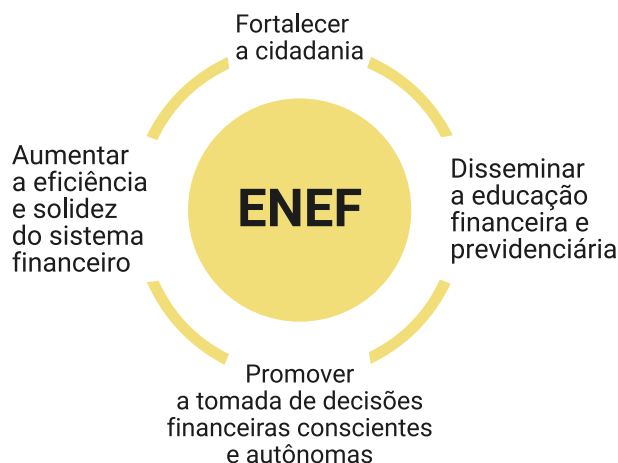 Fortalecer
a cidadania
Aumentar
a eficiência
e solidez
do sistema
financeiro
ENEF
Disseminar
a educação
financeira e
previdenciária
Promover
a tomada de decisões
financeiras conscientes
e autônomas